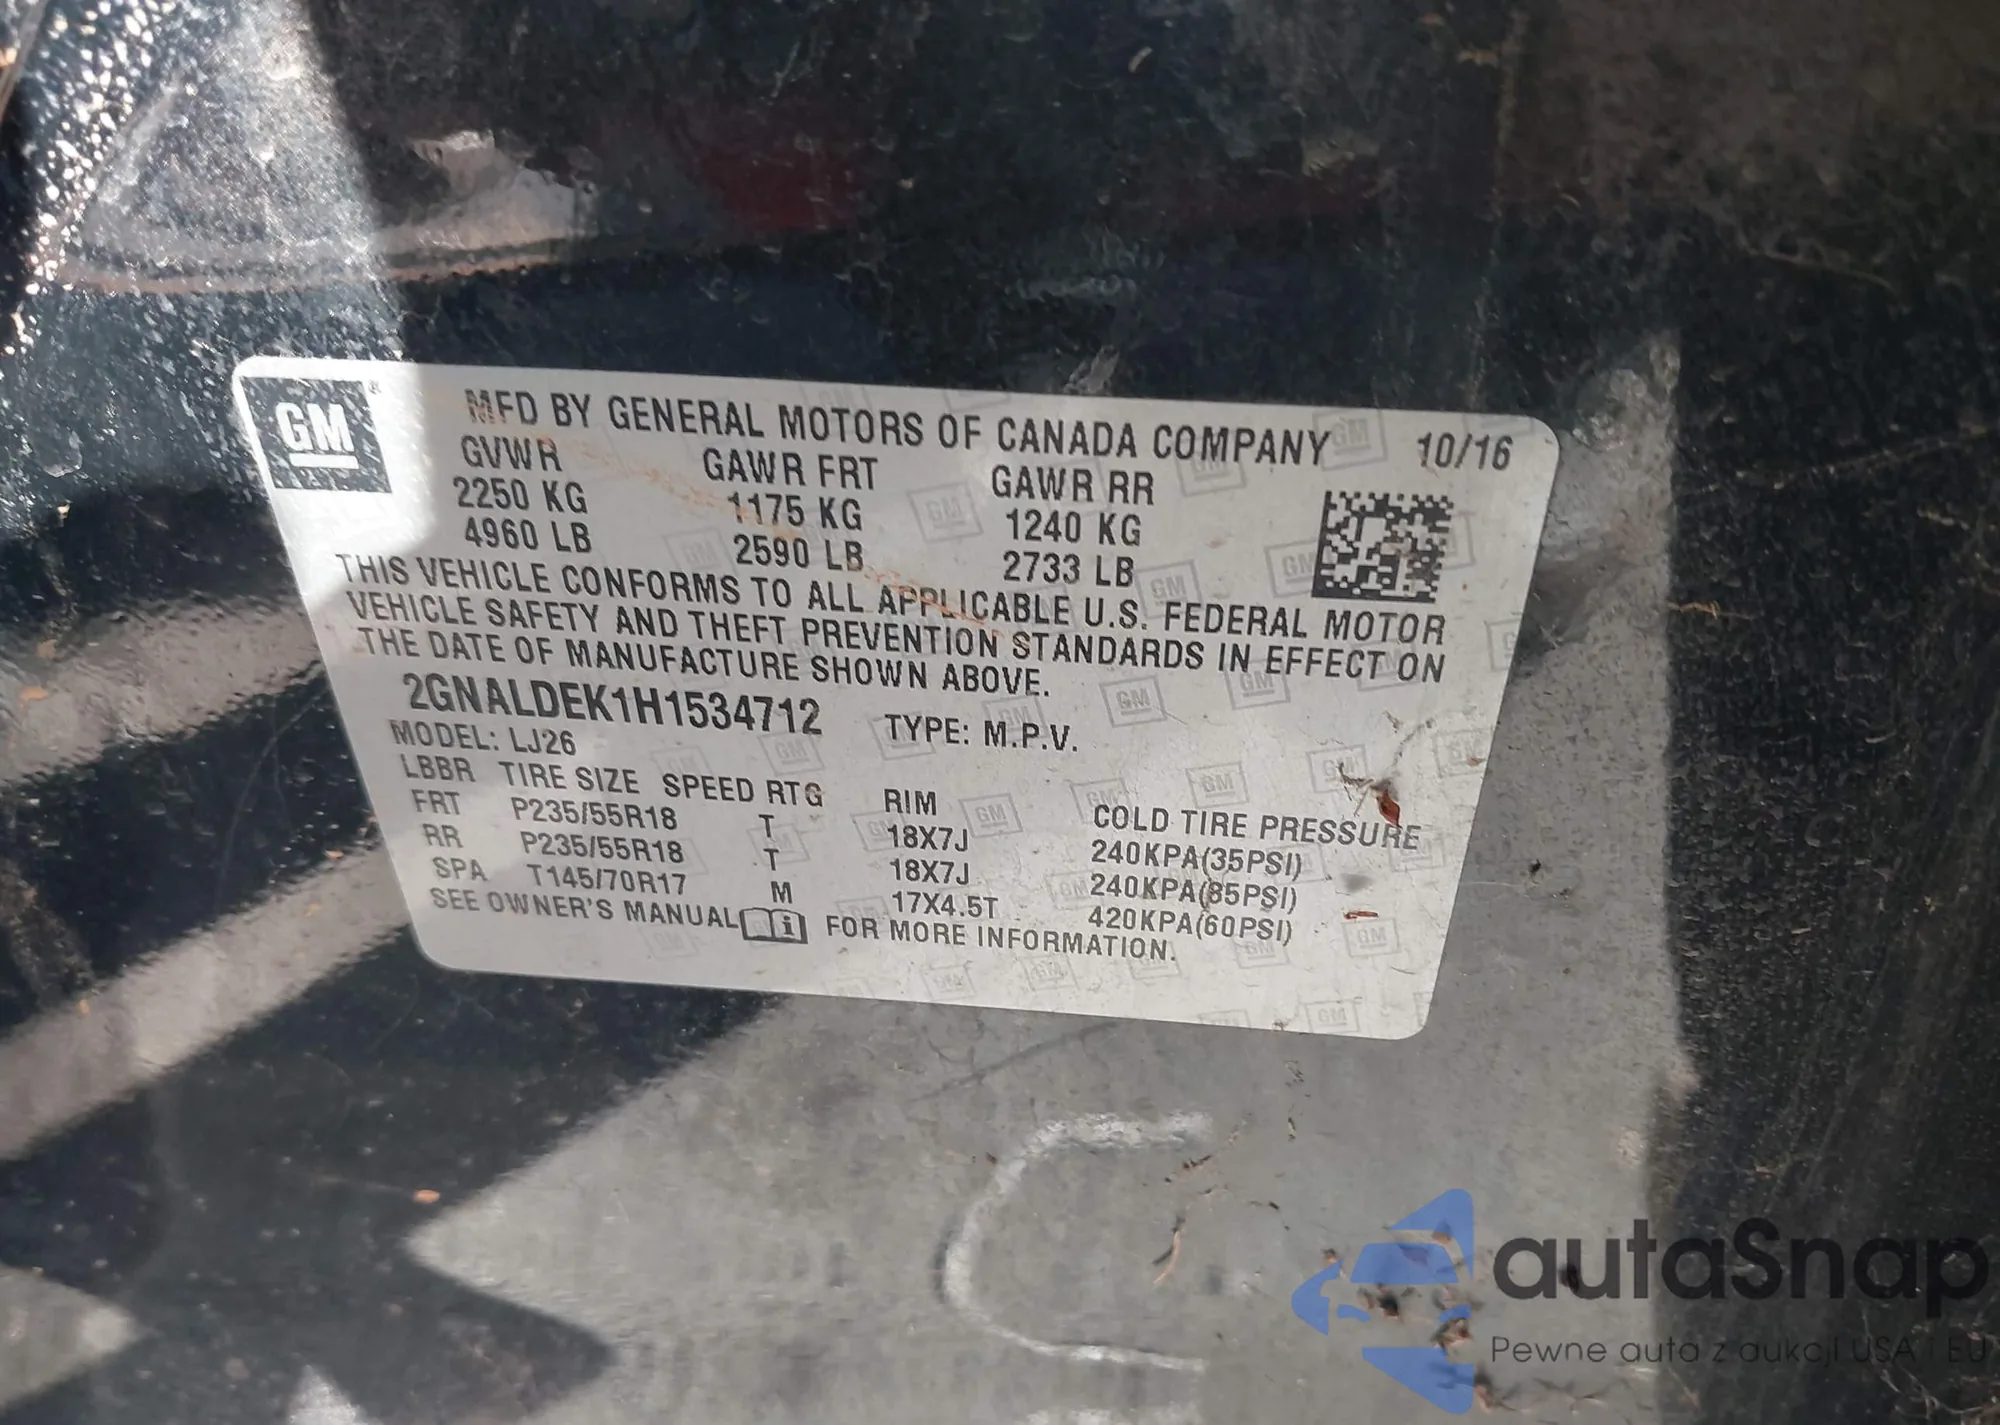 GM
MFD BY GENERAL MOTORS OF CANADA COMPANY 10/16
GVWR GAWR FRT GAWR RR
2250 KG 1175 KG 1240 KG
4960 LB 2590 LB 2733 LB
THIS VEHICLE CONFORMS TO ALL APPLICABLE U.S. FEDERAL MOTOR
VEHICLE SAFETY AND THEFT PREVENTION STANDARDS IN EFFECT ON
THE DATE OF MANUFACTURE SHOWN ABOVE.
2GNALDEK1H1534712 TYPE: M.P.V.
MODEL: LJ26
LBBR TIRE SIZE SPEED RTG RIM COLD TIRE PRESSURE
FRT P235/55R18 T 18X7J 240KPA(35PSI)
RR P235/55R18 T 18X7J 240KPA(35PSI)
SPA T145/70R17 M 17X4.5T 420KPA(60PSI)
SEE OWNER'S MANUAL FOR MORE INFORMATION.
autaSnap
Pewne auta z aukcji USA i EU